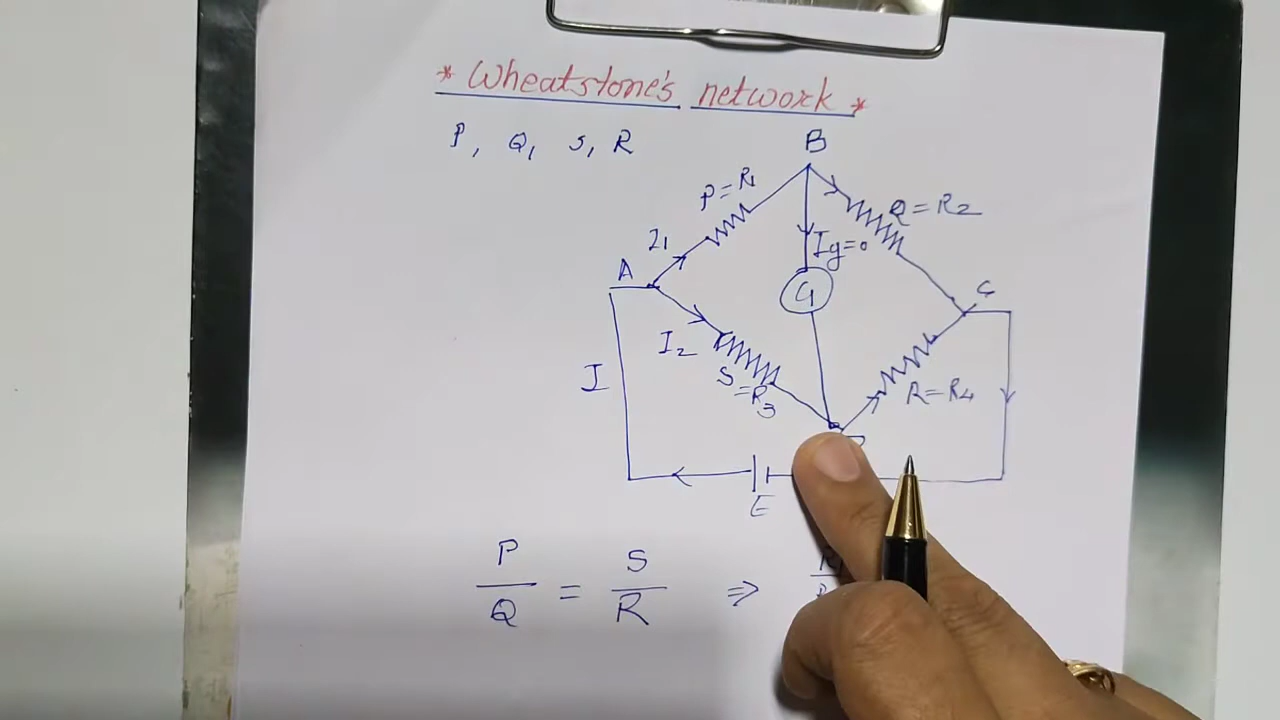 * Wheatstone's network *
P, Q, S, R
B
P = R1
Q = R2
I1
Ig = 0
A
G
C
I2
S = R3
R = R4
I
E
P/Q = S/R ⇒